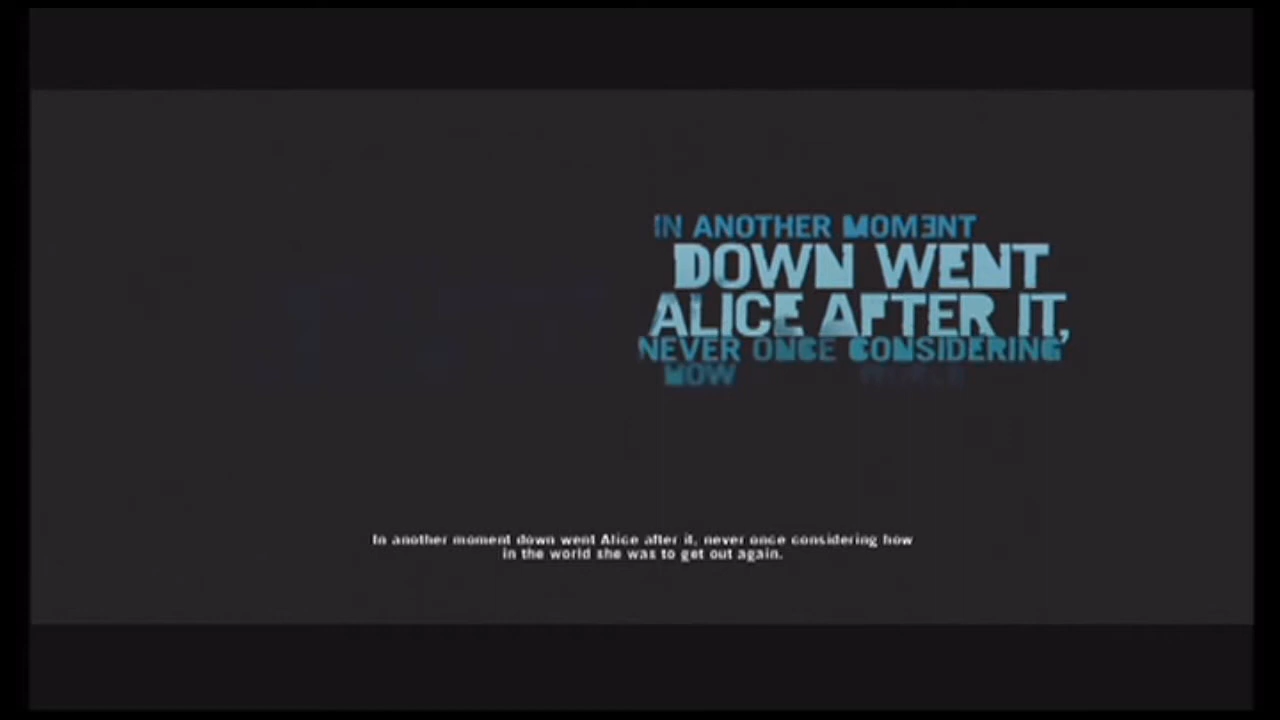 IN ANOTHER MOMENT
DOWN WENT
ALICE AFTER IT,
NEVER ONCE CONSIDERING
HOW
In another moment down went Alice after it, never once considering how
in the world she was to get out again.